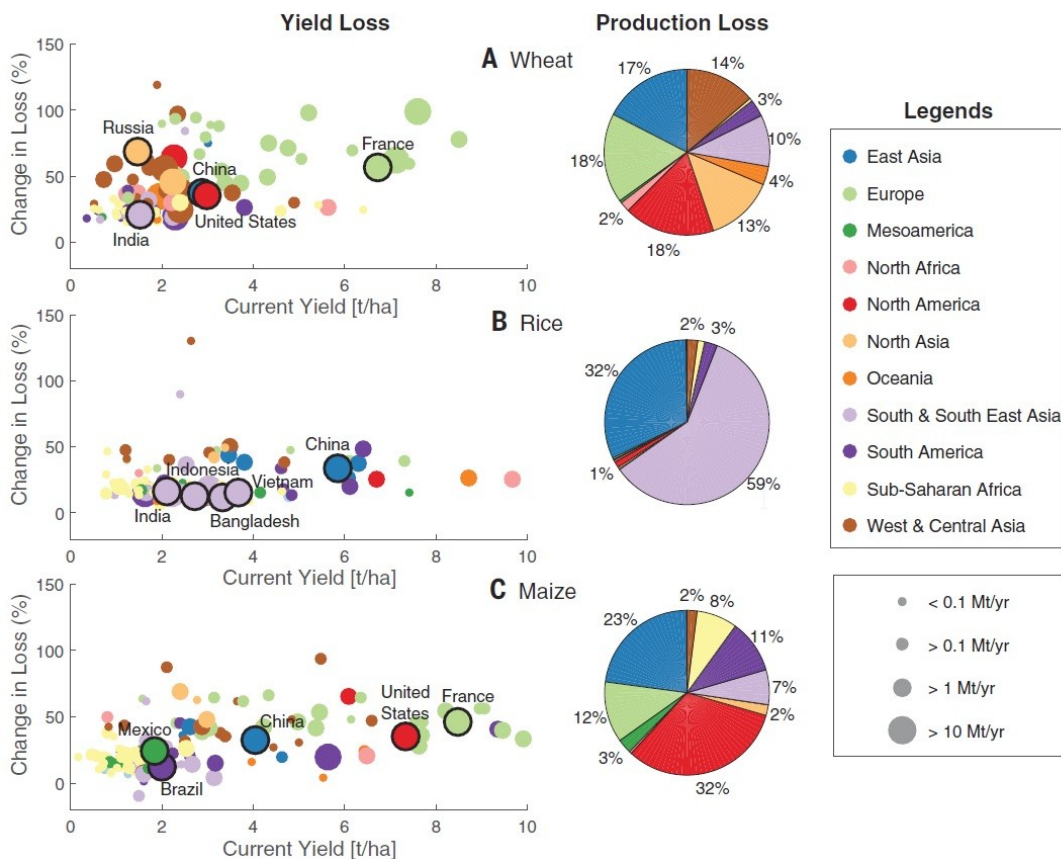 Yield Loss
Production Loss
A Wheat
Change in Loss (%)
150
100
50
0
Russia
China
France
United States
India
2
4
6
8
10
Current Yield [t/ha]
17%
14%
3%
10%
4%
13%
18%
2%
18%
B Rice
Change in Loss (%)
150
100
50
0
China
Indonesia
Vietnam
India
Bangladesh
0
2
4
6
8
10
Current Yield [t/ha]
2%
3%
32%
1%
59%
C Maize
Change in Loss (%)
150
100
50
0
Mexico
China
United
States
France
Brazil
0
2
4
6
8
10
Current Yield [t/ha]
2%
8%
23%
11%
7%
2%
12%
3%
32%
Legends
East Asia
Europe
Mesoamerica
North Africa
North America
North Asia
Oceania
South & South East Asia
South America
Sub-Saharan Africa
West & Central Asia
< 0.1 Mt/yr
> 0.1 Mt/yr
> 1 Mt/yr
> 10 Mt/yr